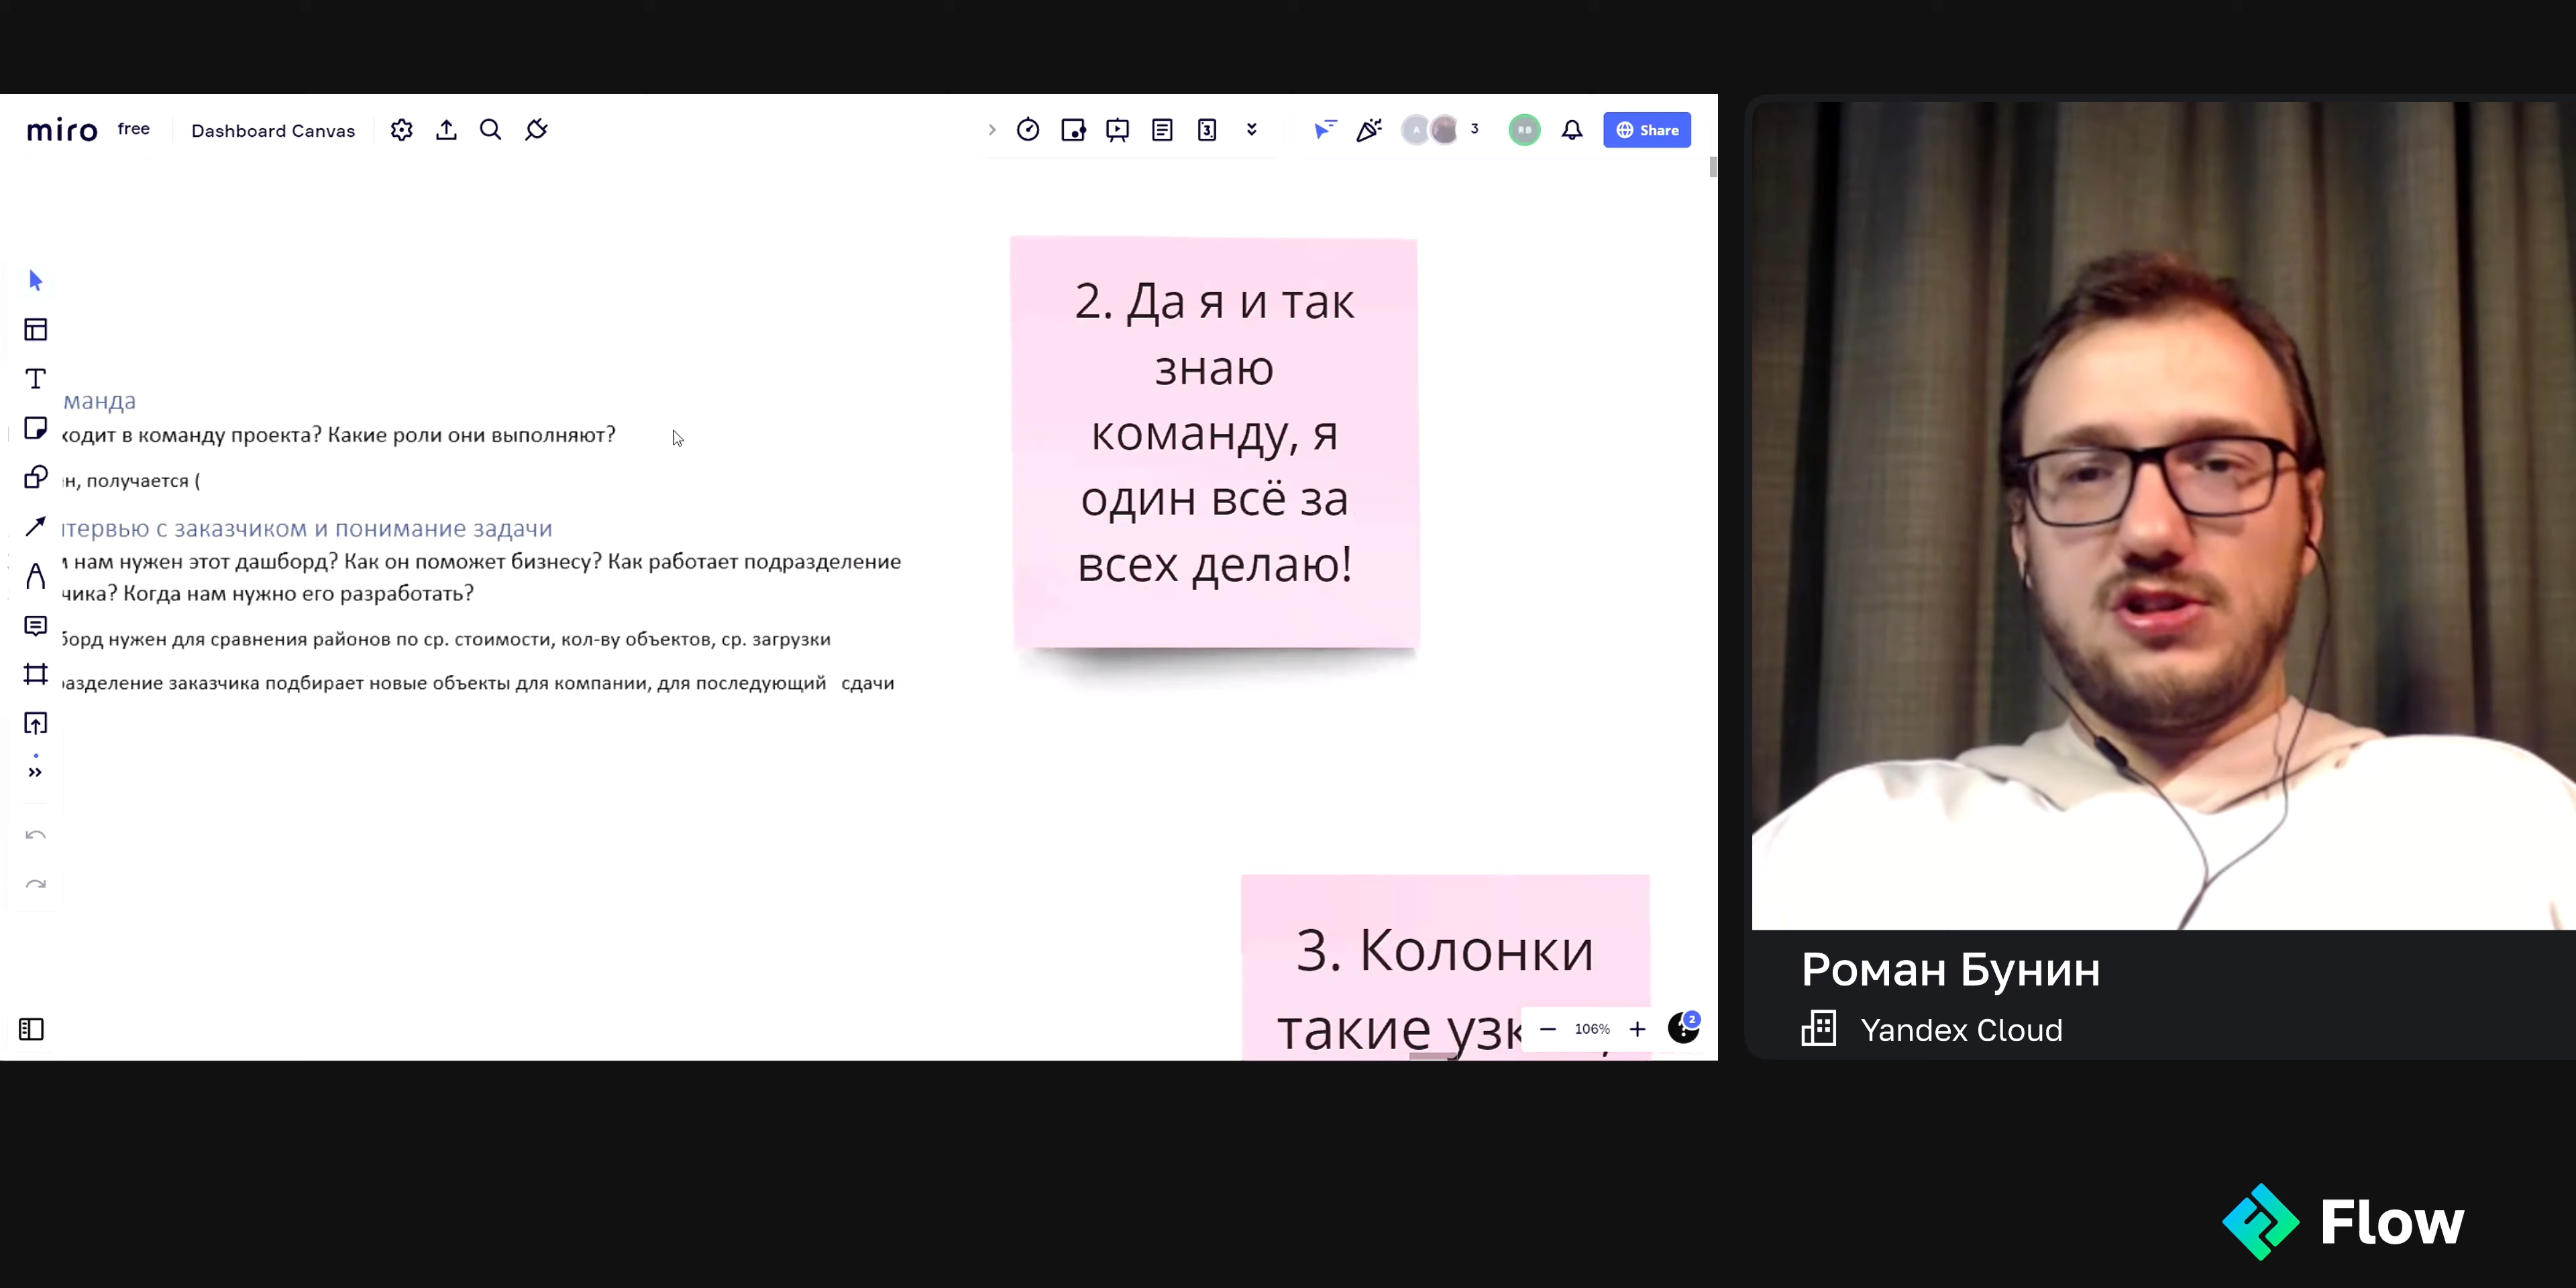 miro free Dashboard Canvas
3 RB Share
2. Да я и так
знаю
команду, я
один всё за
всех делаю!
манда
ходит в команду проекта? Какие роли они выполняют?
н, получается (
тервью с заказчиком и понимание задачи
нам нужен этот дашборд? Как он поможет бизнесу? Как работает подразделение
чика? Когда нам нужно его разработать?
борд нужен для сравнения районов по ср. стоимости, кол-ву объектов, ср. загрузки
разделение заказчика подбирает новые объекты для компании, для последующий сдачи
3. Колонки
такие узк
106%
2
Роман Бунин
Yandex Cloud
Flow